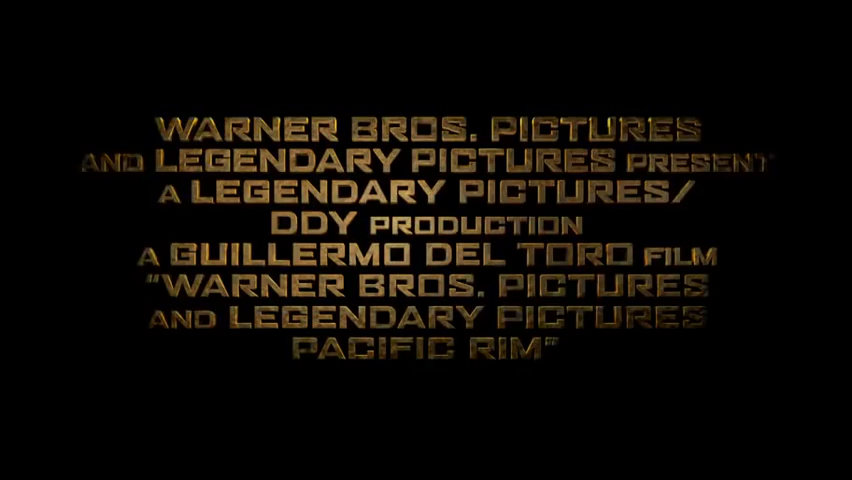 WARNER BROS. PICTURES
AND LEGENDARY PICTURES PRESENT
A LEGENDARY PICTURES/
DDY PRODUCTION
A GUILLERMO DEL TORO FILM
"WARNER BROS. PICTURES
AND LEGENDARY PICTURES
PACIFIC RIM"